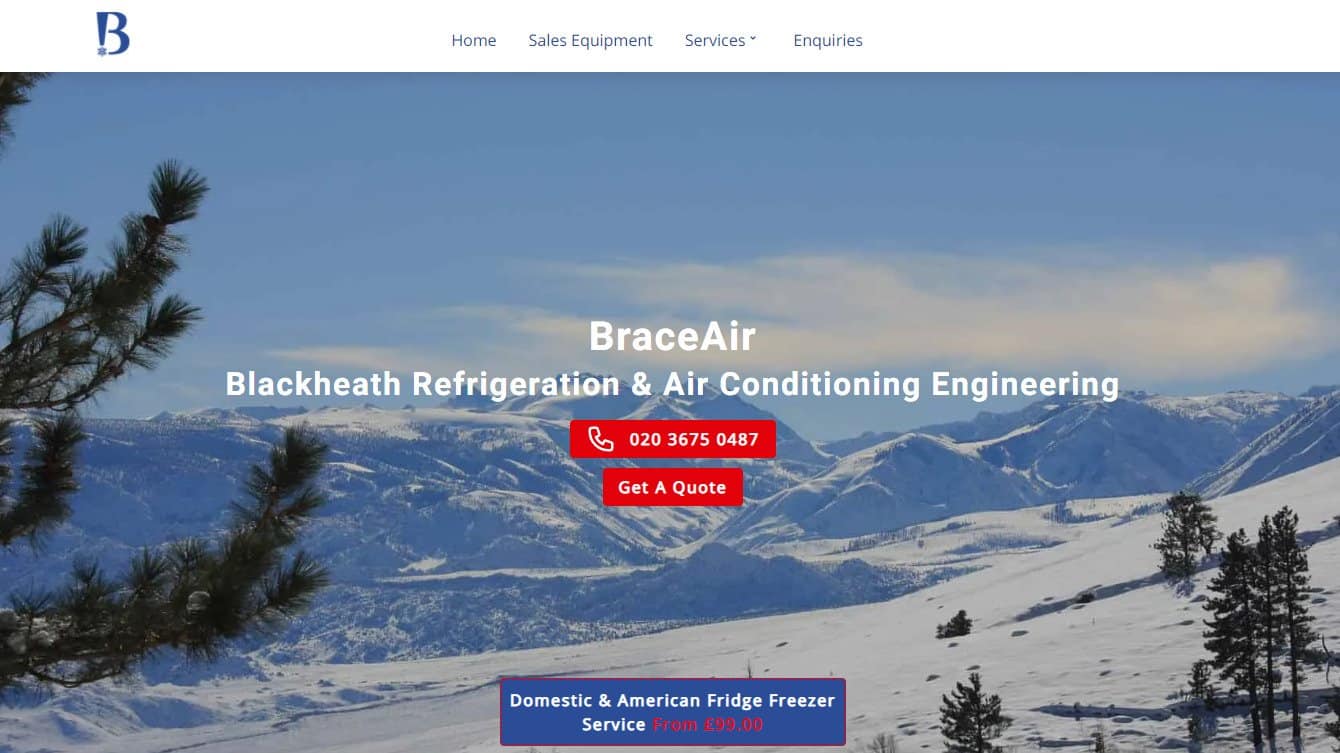 B
Home Sales Equipment Services Enquiries
BraceAir
Blackheath Refrigeration & Air Conditioning Engineering
020 3675 0487
Get A Quote
Domestic & American Fridge Freezer
Service From £99.00